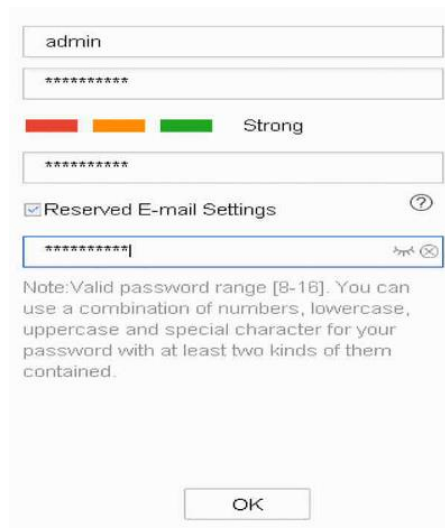 admin
**********
Strong
**********
Reserved E-mail Settings ?
**********
Note:Valid password range [8-16]. You can
use a combination of numbers, lowercase,
uppercase and special character for your
password with at least two kinds of them
contained.
OK